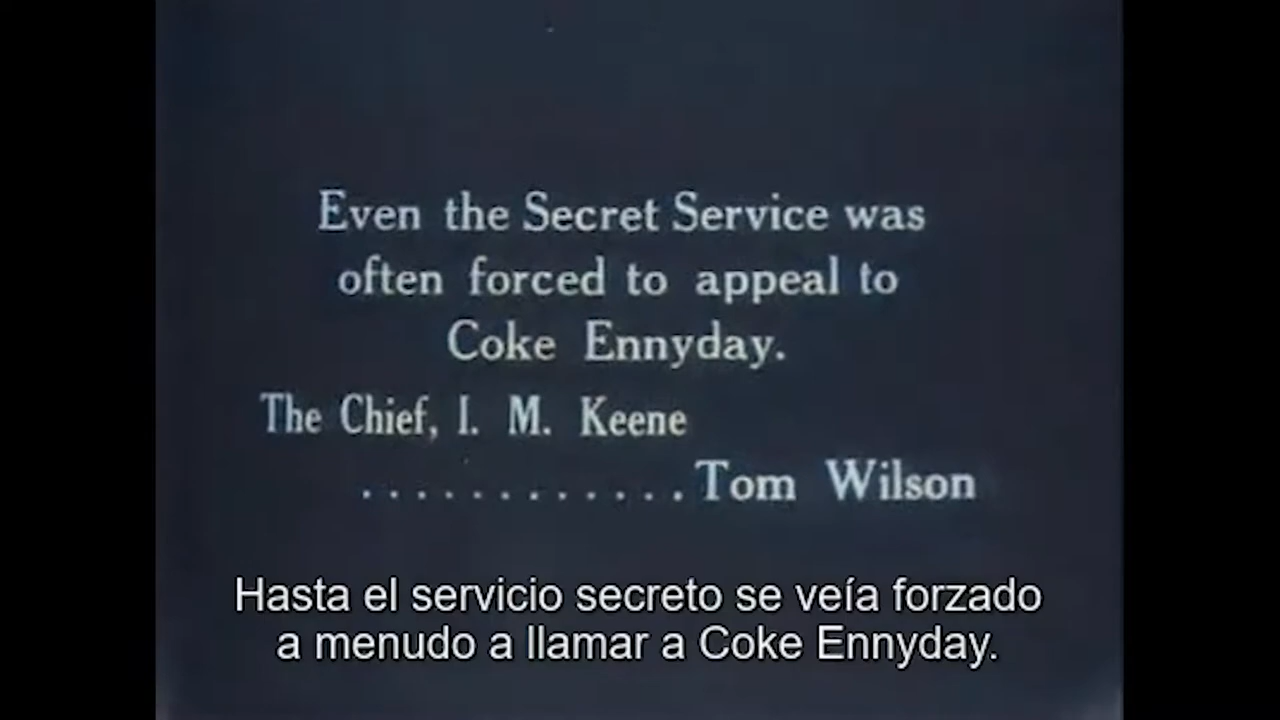 Even the Secret Service was
often forced to appeal to
Coke Ennyday.
The Chief, I. M. Keene
.............Tom Wilson
Hasta el servicio secreto se veía forzado
a menudo a llamar a Coke Ennyday.